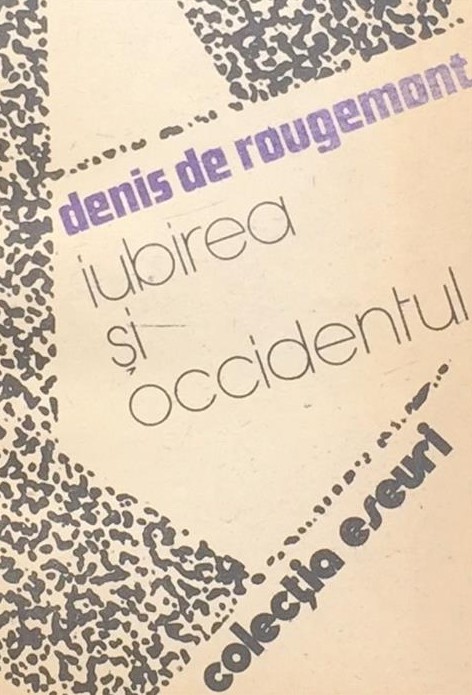 denis de rougemont
iubirea
și
occidentul
colecția eseuri